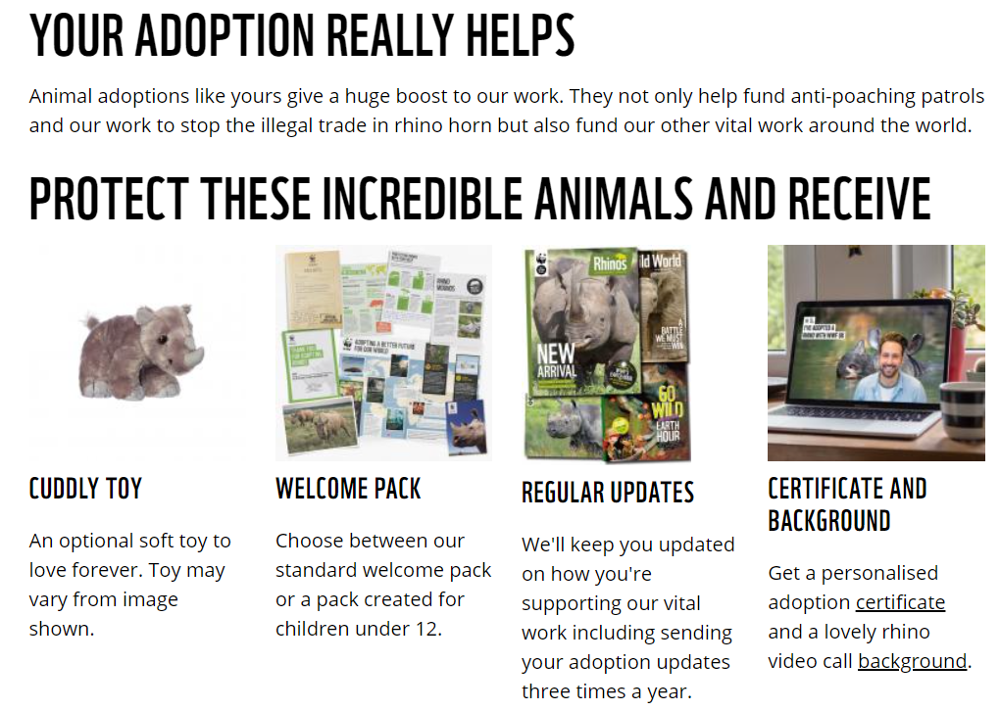 YOUR ADOPTION REALLY HELPS
Animal adoptions like yours give a huge boost to our work. They not only help fund anti-poaching patrols
and our work to stop the illegal trade in rhino horn but also fund our other vital work around the world.
PROTECT THESE INCREDIBLE ANIMALS AND RECEIVE
RHINO
ADOPTING A BETTER FUTURE
FOR OUR WORLD
Rhinos
ld World
A
BATTLE
WE MUST
WIN
NEW
ARRIVAL
GO
WILD
EARTH
HOUR
I'VE ADOPTED A
RHINO WITH WWF
CUDDLY TOY
An optional soft toy to
love forever. Toy may
vary from image
shown.
WELCOME PACK
Choose between our
standard welcome pack
or a pack created for
children under 12.
REGULAR UPDATES
We'll keep you updated
on how you're
supporting our vital
work including sending
your adoption updates
three times a year.
CERTIFICATE AND
BACKGROUND
Get a personalised
adoption certificate
and a lovely rhino
video call background.